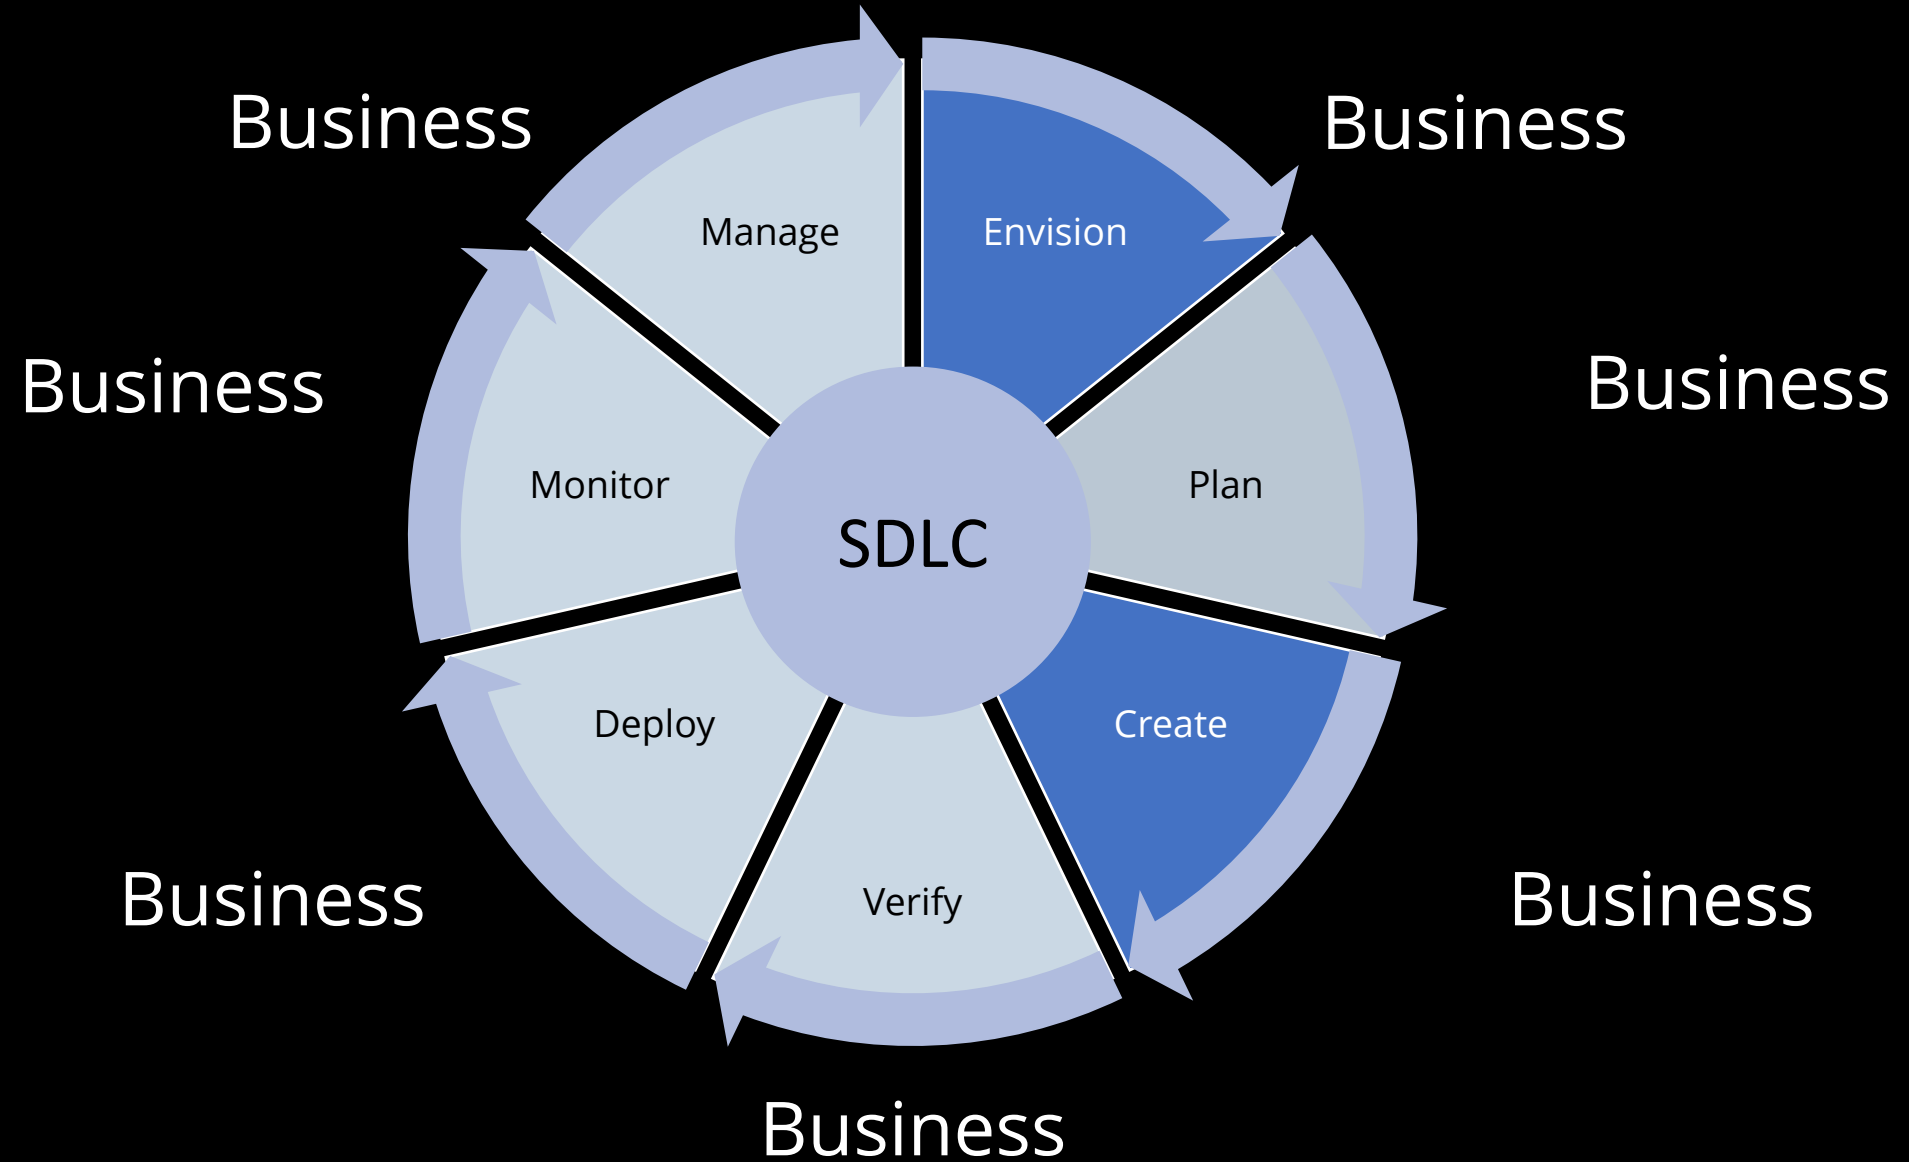 Business
Business
Manage
Envision
Business
Business
Monitor
Plan
SDLC
Deploy
Create
Business
Business
Verify
Business